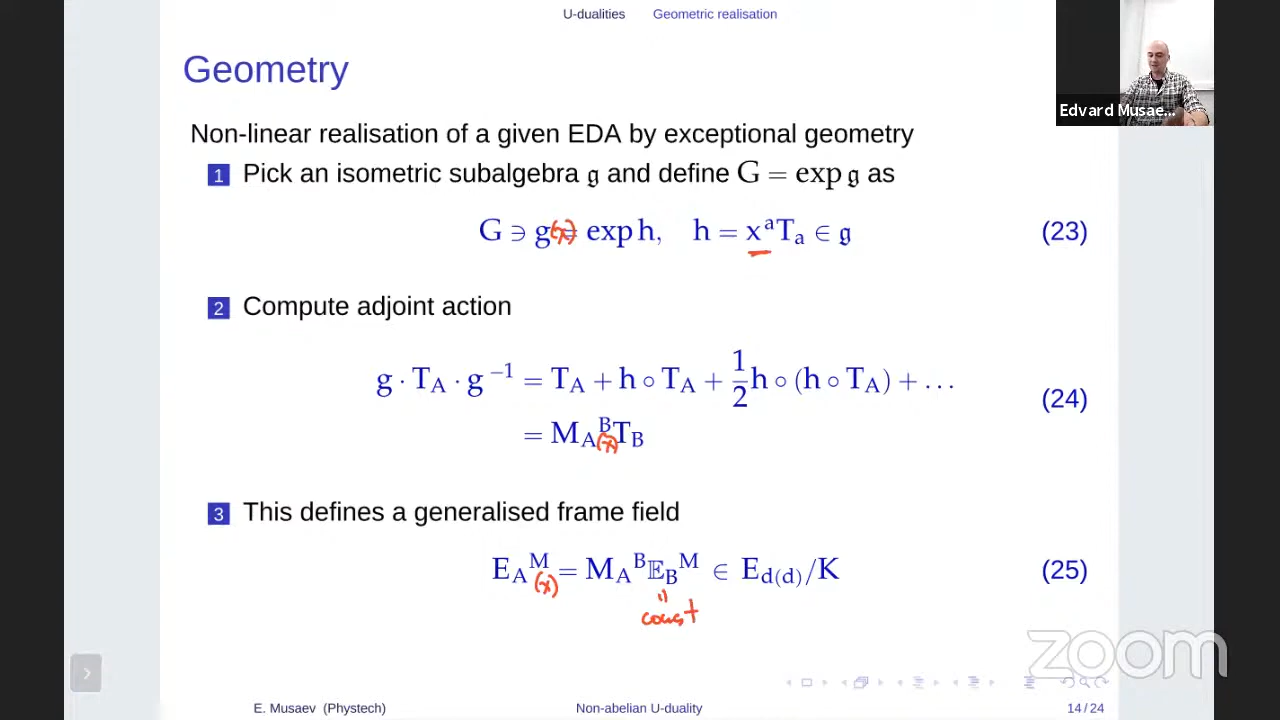 U-dualities Geometric realisation
Geometry
Edvard Musae...
Non-linear realisation of a given EDA by exceptional geometry
1 Pick an isometric subalgebra 𝔤 and define G = exp 𝔤 as
G ∋ g(x) = exp h, h = xᵃTₐ ∈ 𝔤 (23)
2 Compute adjoint action
g · T_A · g⁻¹ = T_A + h ∘ T_A + 1/2 h ∘ (h ∘ T_A) + ...
(24)
= M_A^B(x) T_B
3 This defines a generalised frame field
E_A^M(x) = M_A^B 𝔼_B^M ∈ E_d(d)/K (25)
const
zoom
E. Musaev (Phystech) Non-abelian U-duality 14 / 24